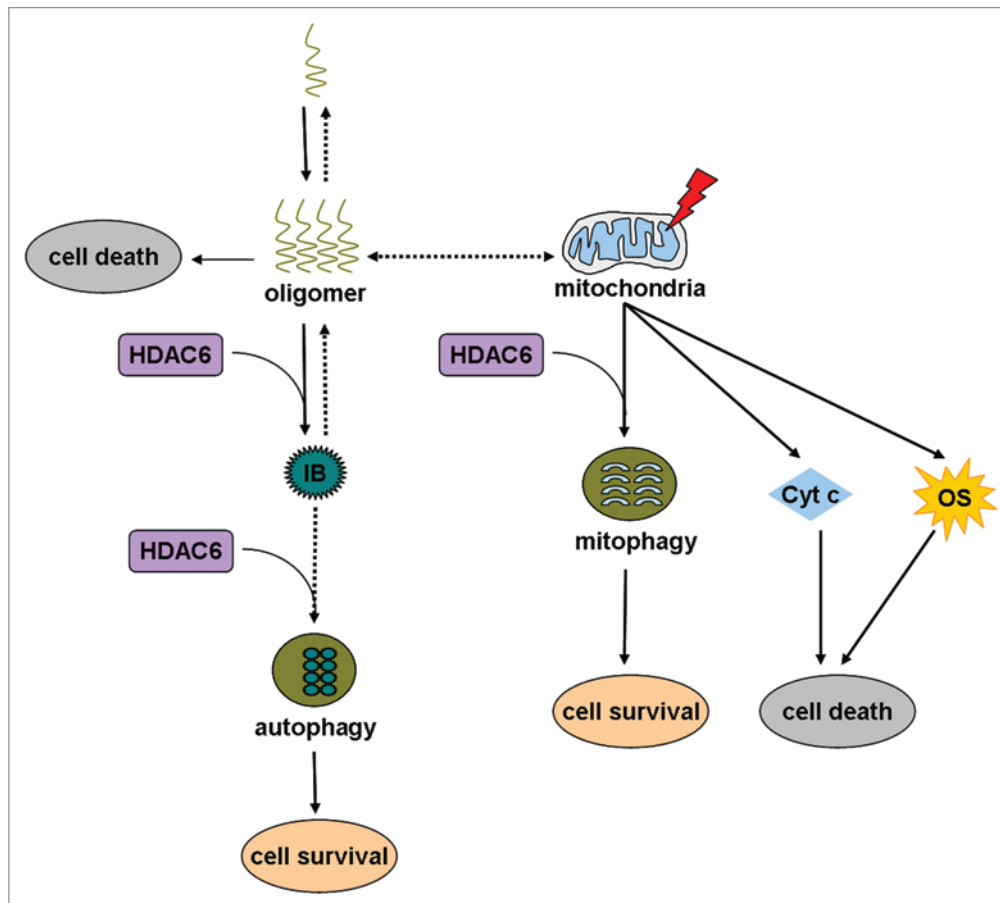 cell death
oligomer
mitochondria
HDAC6
HDAC6
IB
Cyt c
OS
HDAC6
mitophagy
autophagy
cell survival
cell death
cell survival